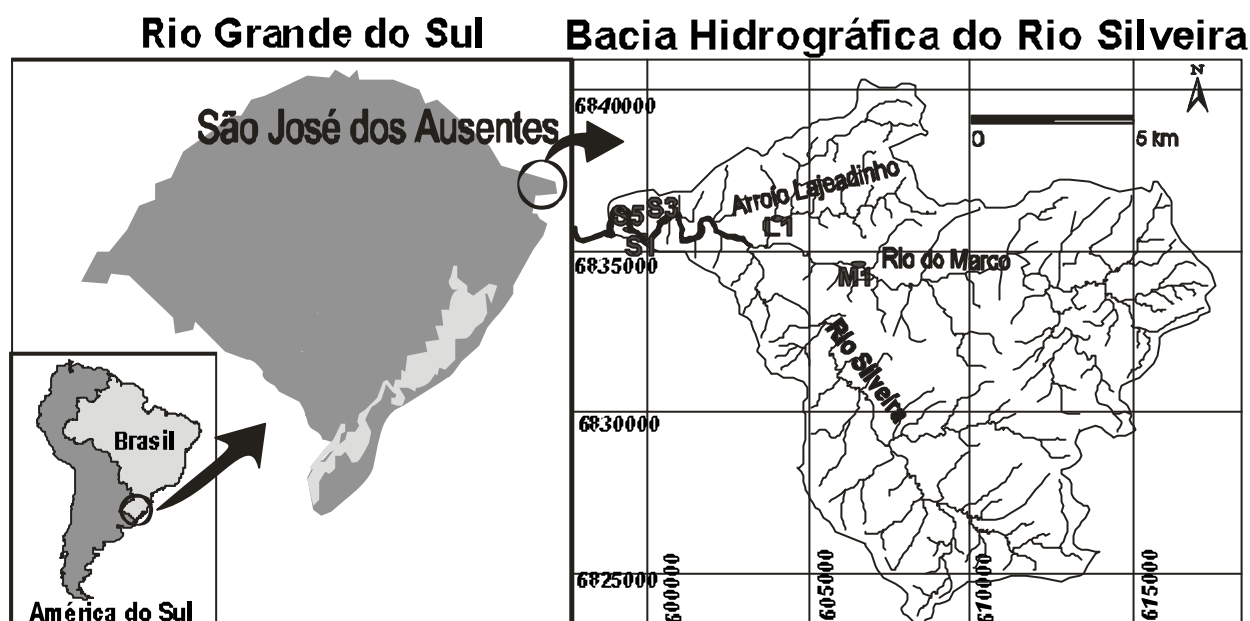 Rio Grande do Sul
Bacia Hidrográfica do Rio Silveira
São José dos Ausentes
Brasil
América do Sul
N
0
5 km
6840000
6835000
6830000
6825000
600000
605000
610000
615000
Arroio Lajeadinho
S5
S3
S1
L1
M1
Rio do Marco
Rio Silveira